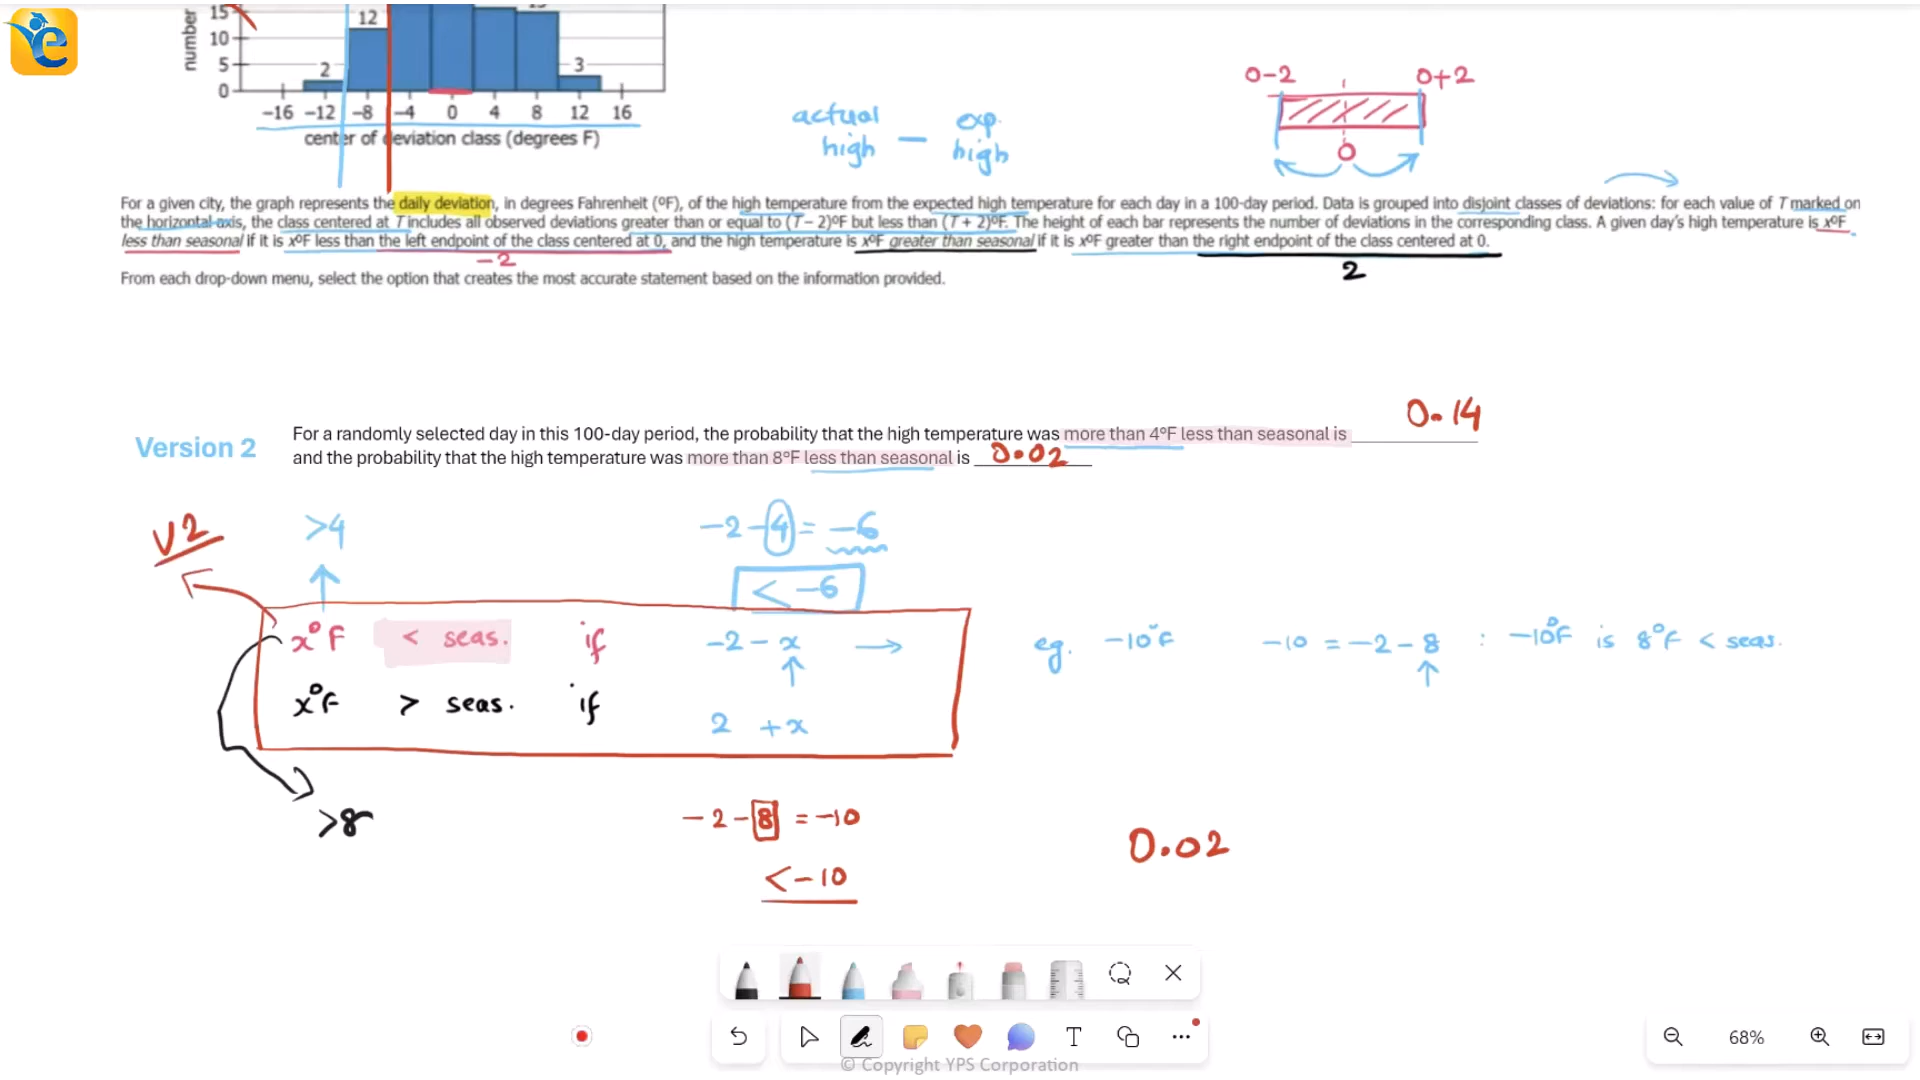 e
number
15
10
5
0
12
2
3
-16 -12 -8 -4 0 4 8 12 16
center of deviation class (degrees F)
actual high - exp. high
0-2 0+2
0
For a given city, the graph represents the daily deviation, in degrees Fahrenheit (ºF), of the high temperature from the expected high temperature for each day in a 100-day period. Data is grouped into disjoint classes of deviations: for each value of T marked on
the horizontal axis, the class centered at T includes all observed deviations greater than or equal to (T – 2)ºF but less than (T + 2)ºF. The height of each bar represents the number of deviations in the corresponding class. A given day's high temperature is xºF
less than seasonal if it is xºF less than the left endpoint of the class centered at 0, and the high temperature is xºF greater than seasonal if it is xºF greater than the right endpoint of the class centered at 0.
-2
2
From each drop-down menu, select the option that creates the most accurate statement based on the information provided.
0.14
Version 2
For a randomly selected day in this 100-day period, the probability that the high temperature was more than 4ºF less than seasonal is
and the probability that the high temperature was more than 8ºF less than seasonal is 0.02
V2
>4
-2-4= -6
< -6
xºF < seas. if -2 - x → eg. -10ºF -10 = -2 - 8 : -10ºF is 8ºF < seas.
xºF > seas. if 2 + x
>8
-2-8 = -10
0.02
<-10
T
68%
© Copyright YPS Corporation